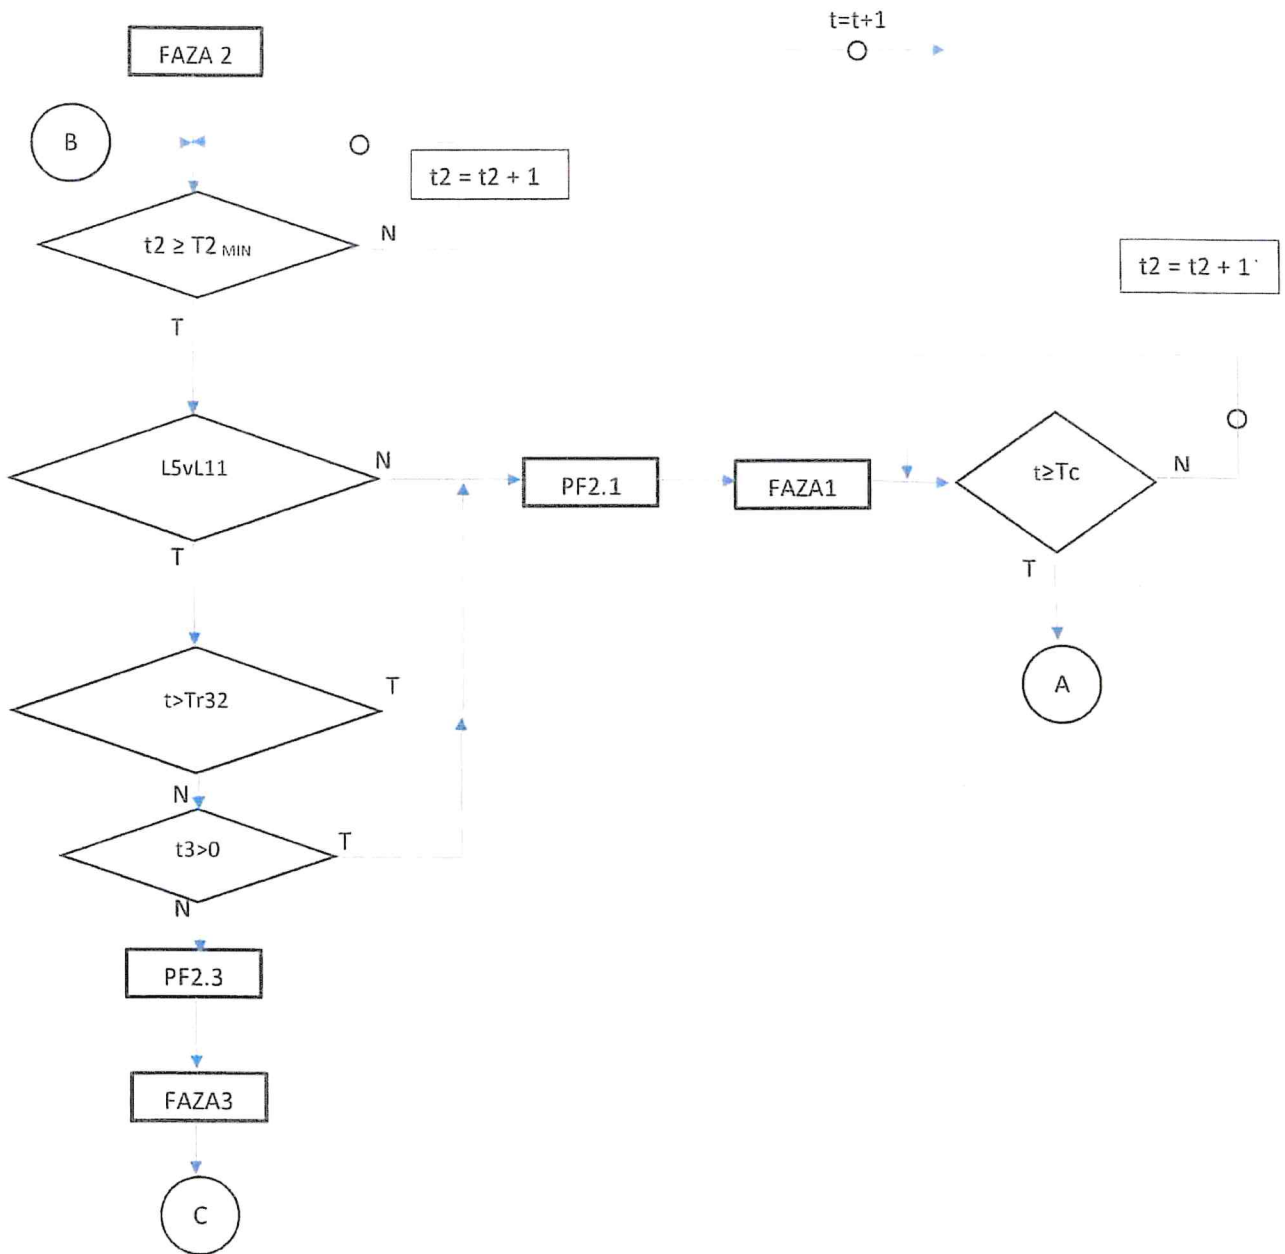 t=t+1
FAZA 2
B
t2 = t2 + 1
t2 ≥ T2 MIN
N
t2 = t2 + 1
T
L5vL11
N
PF2.1
FAZA1
t≥Tc
N
T
T
t>Tr32
T
A
N
t3>0
T
N
PF2.3
FAZA3
C